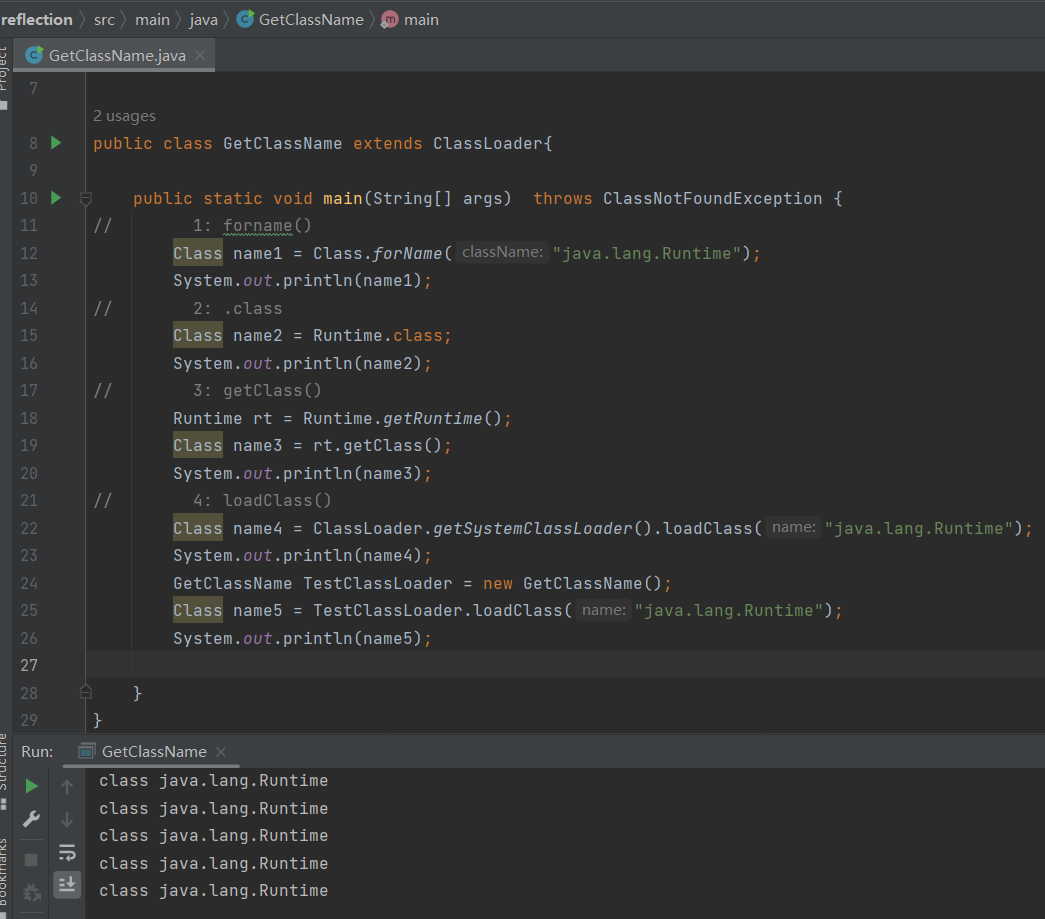 reflection src main java GetClassName main
Project
GetClassName.java
7
2 usages
8 public class GetClassName extends ClassLoader{
9
10 public static void main(String[] args)  throws ClassNotFoundException {
11 //        1: forname()
12 Class name1 = Class.forName( className: "java.lang.Runtime");
13 System.out.println(name1);
14 //        2: .class
15 Class name2 = Runtime.class;
16 System.out.println(name2);
17 //        3: getClass()
18 Runtime rt = Runtime.getRuntime();
19 Class name3 = rt.getClass();
20 System.out.println(name3);
21 //        4: loadClass()
22 Class name4 = ClassLoader.getSystemClassLoader().loadClass( name: "java.lang.Runtime");
23 System.out.println(name4);
24 GetClassName TestClassLoader = new GetClassName();
25 Class name5 = TestClassLoader.loadClass( name: "java.lang.Runtime");
26 System.out.println(name5);
27
28 }
29 }
Structure
Bookmarks
Run: GetClassName
class java.lang.Runtime
class java.lang.Runtime
class java.lang.Runtime
class java.lang.Runtime
class java.lang.Runtime